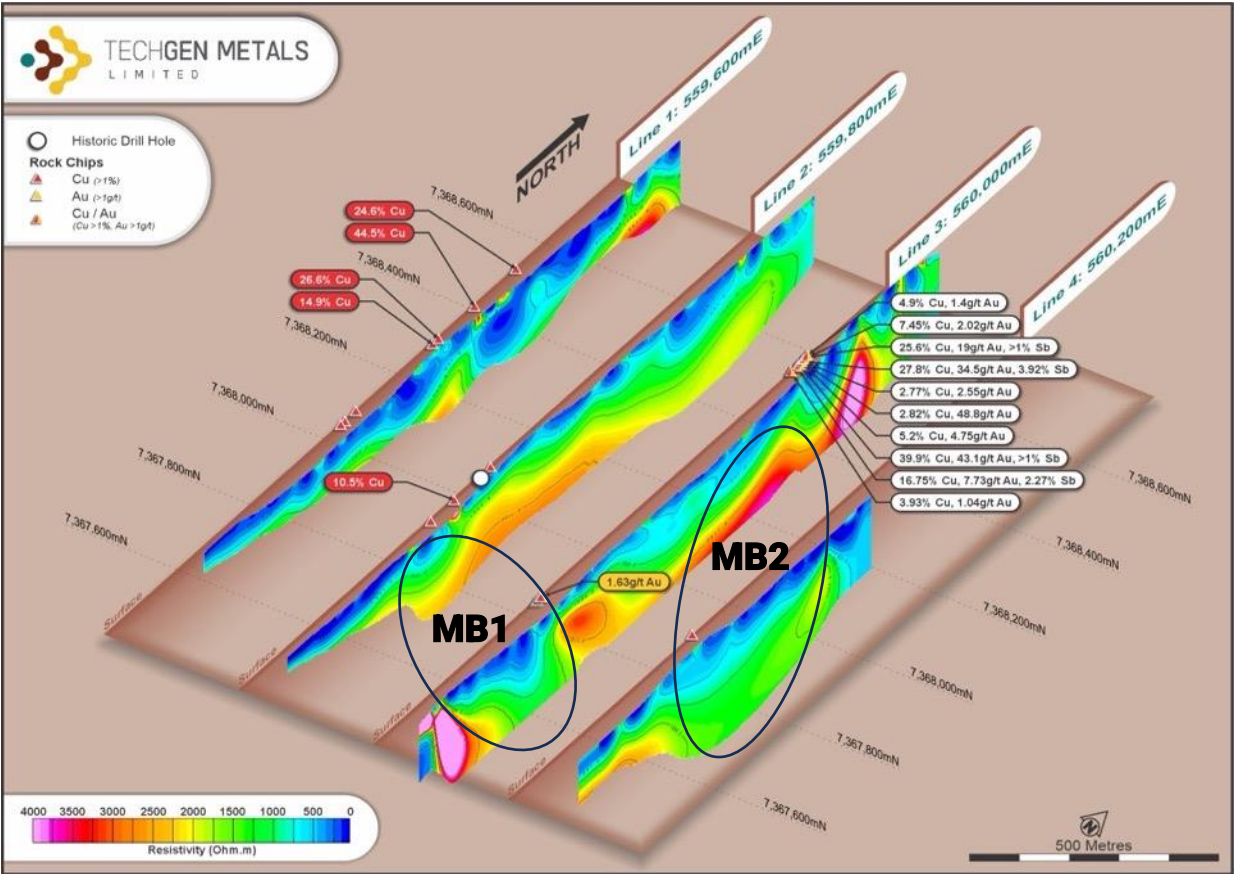 TECHGEN METALS
LIMITED
Historic Drill Hole
Rock Chips
Cu (>1%)
Au (>1g/t)
Cu / Au
(Cu >1%, Au >1g/t)
NORTH
Line 1: 559,600mE
Line 2: 559,800mE
Line 3: 560,000mE
Line 4: 560,200mE
7,368,600mN
7,368,400mN
7,368,200mN
7,368,000mN
7,367,800mN
7,367,600mN
24.6% Cu
44.5% Cu
26.6% Cu
14.9% Cu
10.5% Cu
1.63g/t Au
4.9% Cu, 1.4g/t Au
7.45% Cu, 2.02g/t Au
25.6% Cu, 19g/t Au, >1% Sb
27.8% Cu, 34.5g/t Au, 3.92% Sb
2.77% Cu, 2.55g/t Au
2.82% Cu, 48.8g/t Au
5.2% Cu, 4.75g/t Au
39.9% Cu, 43.1g/t Au, >1% Sb
16.75% Cu, 7.73g/t Au, 2.27% Sb
3.93% Cu, 1.04g/t Au
MB1
MB2
Surface
Surface
Surface
Surface
7,368,600mN
7,368,400mN
7,368,200mN
7,368,000mN
7,367,800mN
7,367,600mN
4000 3500 3000 2500 2000 1500 1000 500 0
Resistivity (Ohm.m)
N
500 Metres